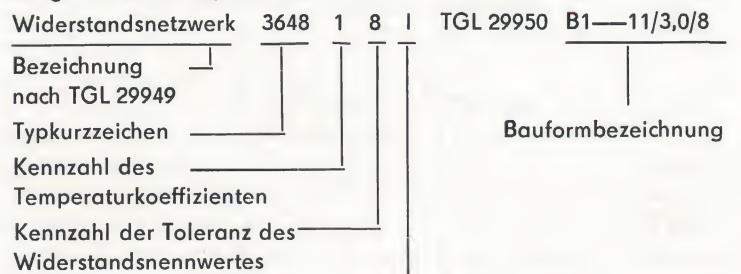 Widerstandsnetzwerk 3648 1 8 I TGL 29950 B1—11/3,0/8
Bezeichnung
nach TGL 29949
Typkurzzeichen
Bauformbezeichnung
Kennzahl des
Temperaturkoeffizienten
Kennzahl der Toleranz des
Widerstandsnennwertes